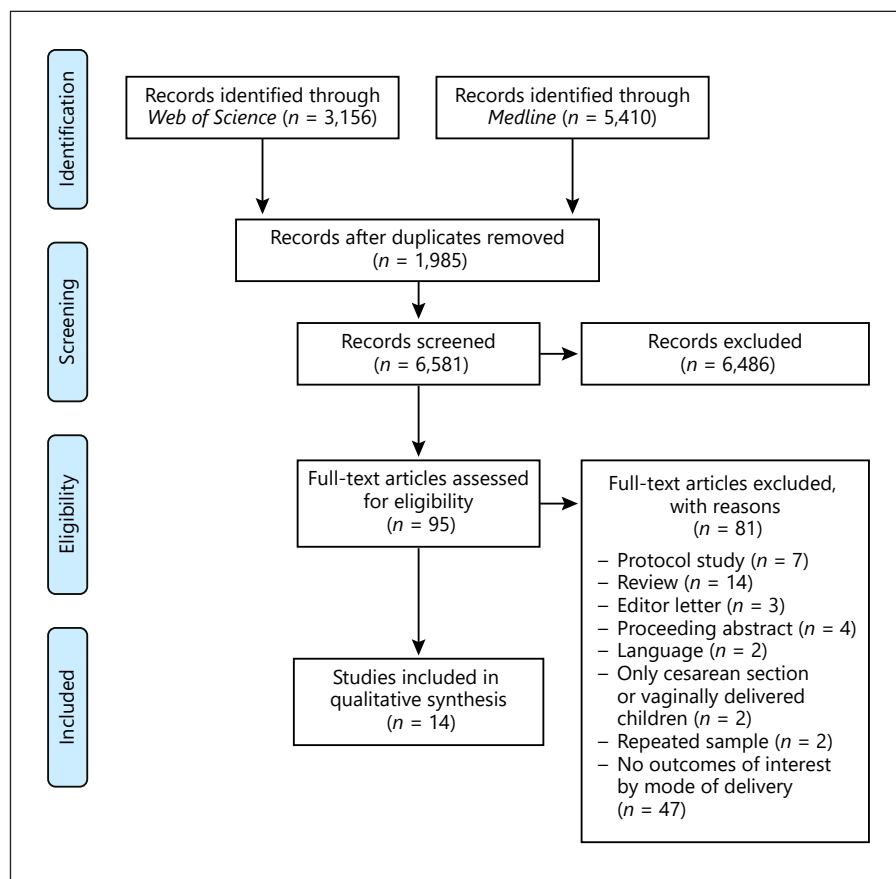 Identification
Records identified through
Web of Science (n = 3,156)
Records identified through
Medline (n = 5,410)
Records after duplicates removed
(n = 1,985)
Screening
Records screened
(n = 6,581)
Records excluded
(n = 6,486)
Eligibility
Full-text articles assessed
for eligibility
(n = 95)
Full-text articles excluded,
with reasons
(n = 81)
– Protocol study (n = 7)
– Review (n = 14)
– Editor letter (n = 3)
– Proceeding abstract (n = 4)
– Language (n = 2)
– Only cesarean section
or vaginally delivered
children (n = 2)
– Repeated sample (n = 2)
– No outcomes of interest
by mode of delivery
(n = 47)
Included
Studies included in
qualitative synthesis
(n = 14)